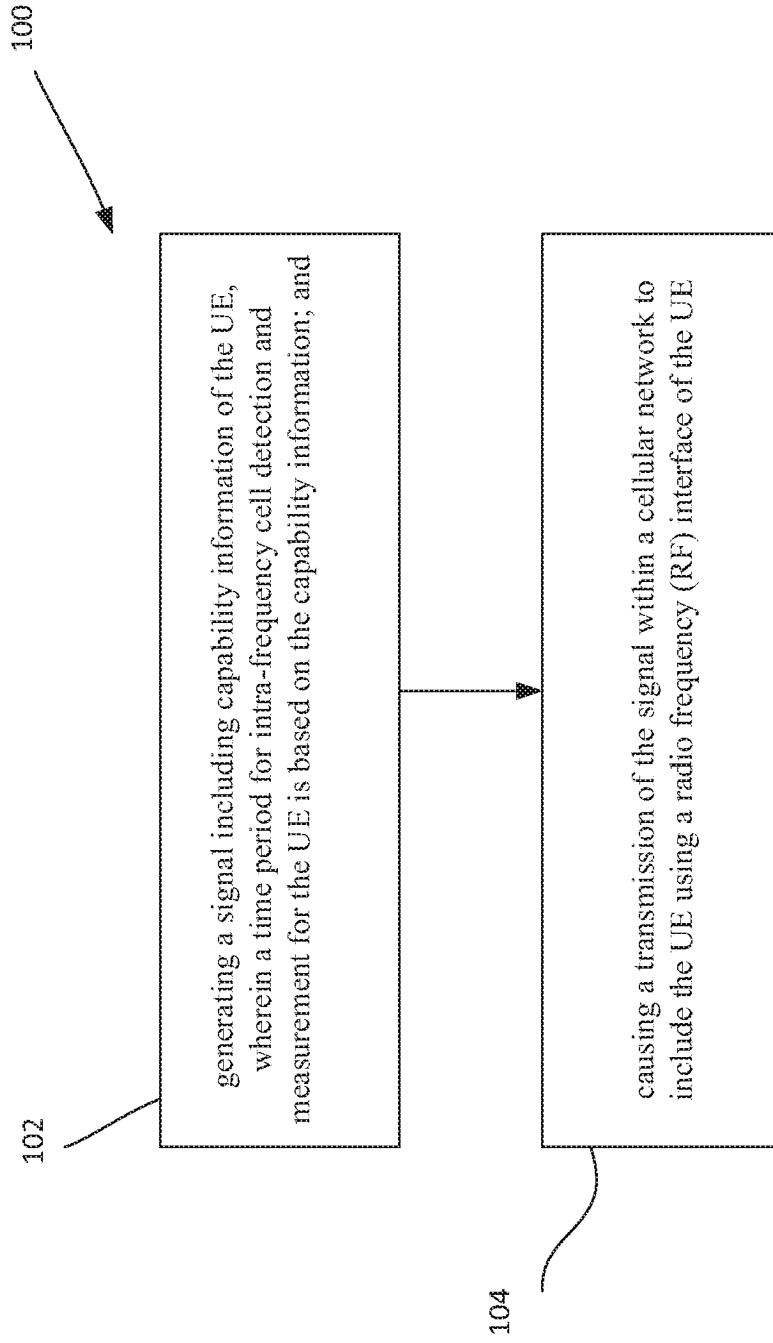 100
102
generating a signal including capability information of the UE,
wherein a time period for intra-frequency cell detection and
measurement for the UE is based on the capability information; and
104
causing a transmission of the signal within a cellular network to
include the UE using a radio frequency (RF) interface of the UE